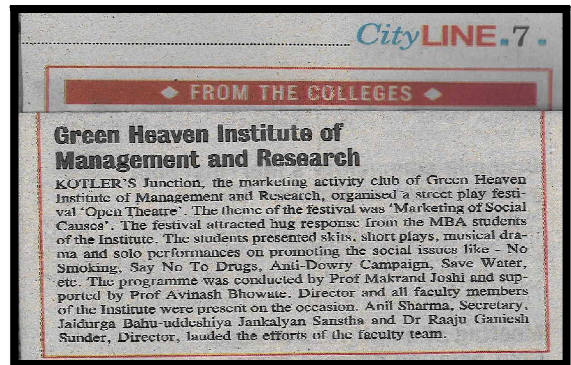 CityLINE.7.
FROM THE COLLEGES
Green Heaven Institute of
Management and Research
KOTLER'S Junction, the marketing activity club of Green Heaven
Institute of Management and Research, organised a street play festi-
val 'Open Theatre'. The theme of the festival was 'Marketing of Social
Causes'. The festival attracted hug response from the MBA students
of the Institute. The students presented skits, short plays, musical dra-
ma and solo performances on promoting the social issues like - No
Smoking, Say No To Drugs, Anti-Dowry Campaign, Save Water,
etc. The programme was conducted by Prof Makrand Joshi and sup-
ported by Prof Avinash Bhowate. Director and all faculty members
of the Institute were present on the occasion. Anil Sharma, Secretary,
Jaidurga Bahu-uddeshiya Jankalyan Sanstha and Dr Raaju Ganiesh
Sunder, Director, lauded the efforts of the faculty team.